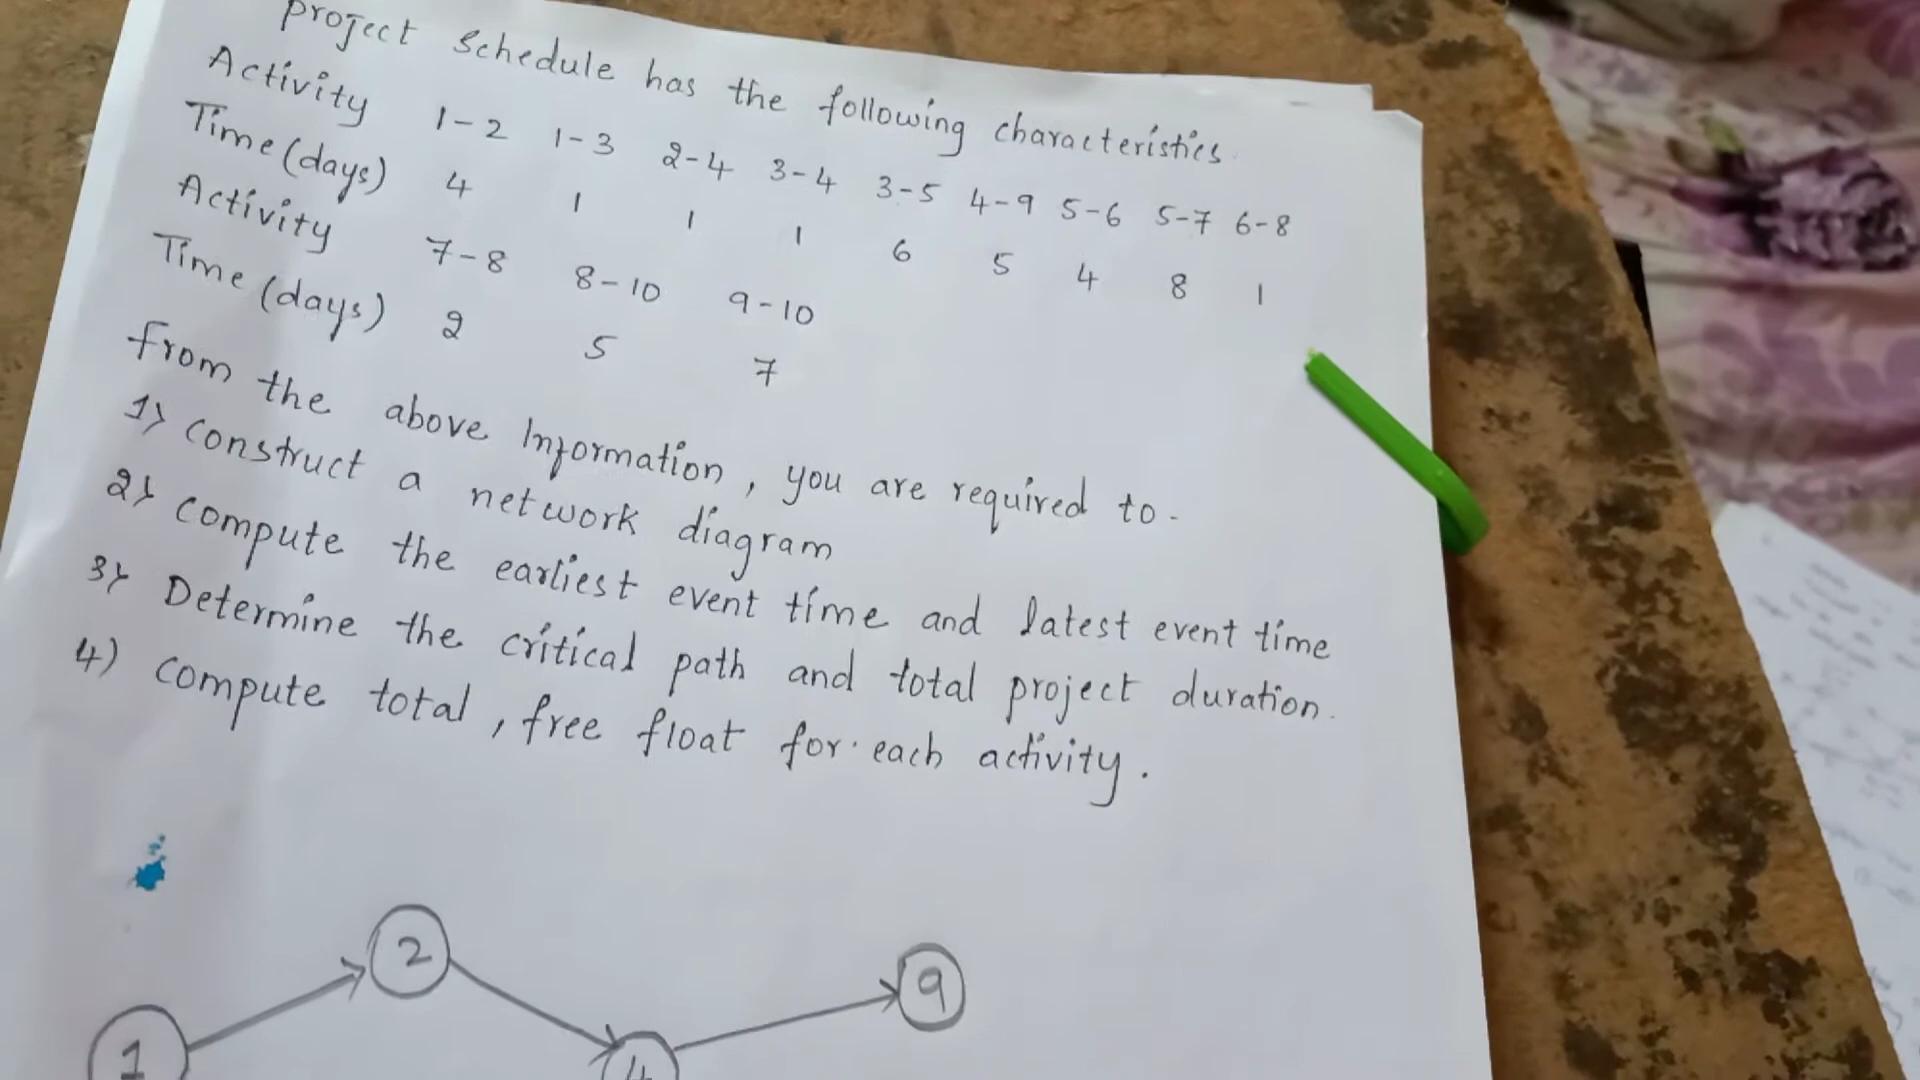 project schedule has the following characteristics.
Activity 1-2 1-3 2-4 3-4 3-5 4-9 5-6 5-7 6-8
Time (days) 4 1 1 1 6 5 4 8 1
Activity 7-8 8-10 9-10
Time (days) 2 5 7
from the above Information, you are required to -
1) construct a network diagram
2) compute the earliest event time and latest event time
3) Determine the critical path and total project duration.
4) compute total, free float for each activity.
2
9
1
4